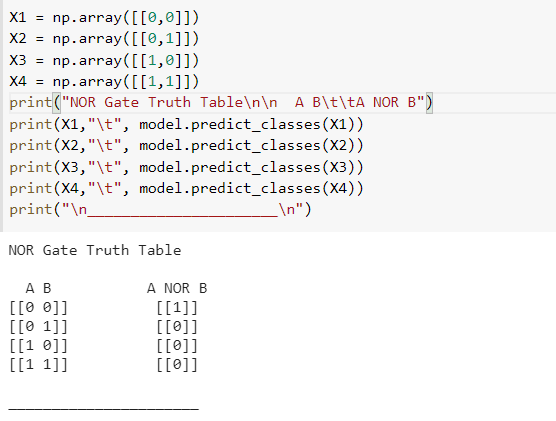 X1 = np.array([[0,0]])
X2 = np.array([[0,1]])
X3 = np.array([[1,0]])
X4 = np.array([[1,1]])
print("NOR Gate Truth Table\n\n  A B\t\tA NOR B")
print(X1,"\t", model.predict_classes(X1))
print(X2,"\t", model.predict_classes(X2))
print(X3,"\t", model.predict_classes(X3))
print(X4,"\t", model.predict_classes(X4))
print("\n______________________\n")
NOR Gate Truth Table
  A B           A NOR B
[[0 0]]          [[1]]
[[0 1]]          [[0]]
[[1 0]]          [[0]]
[[1 1]]          [[0]]
______________________